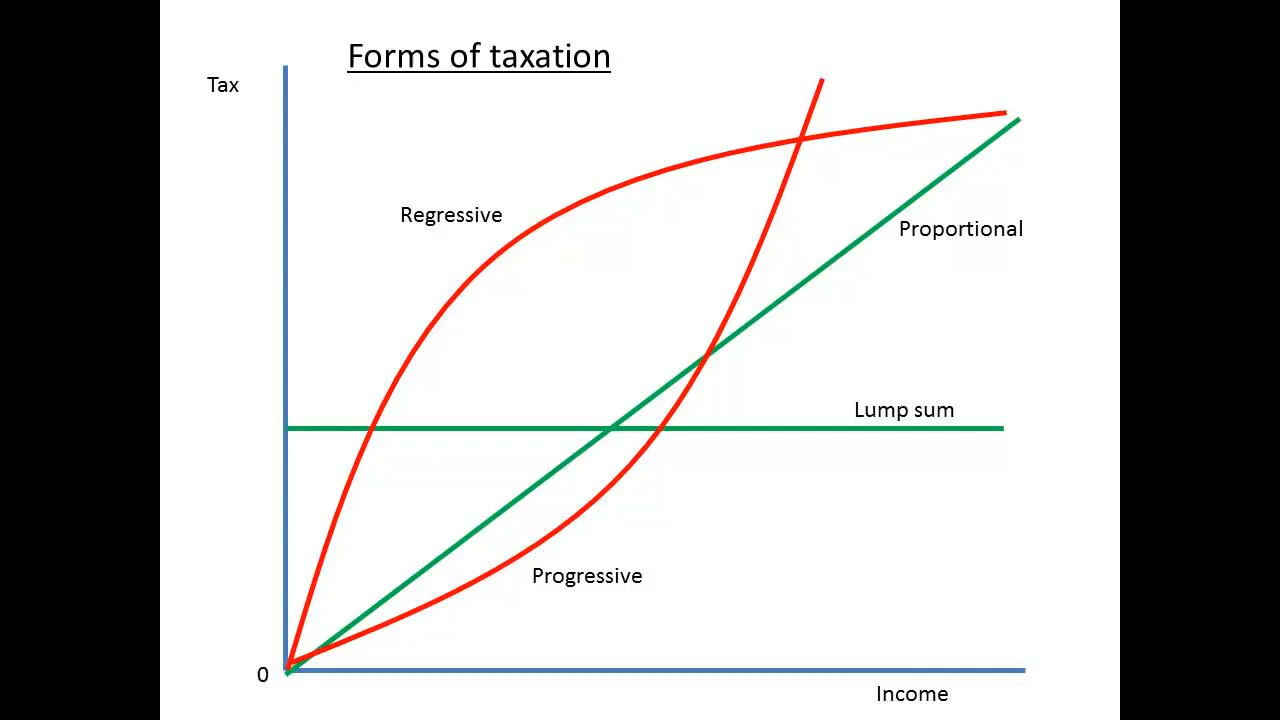 Forms of taxation
Tax
Regressive
Proportional
Lump sum
Progressive
0
Income